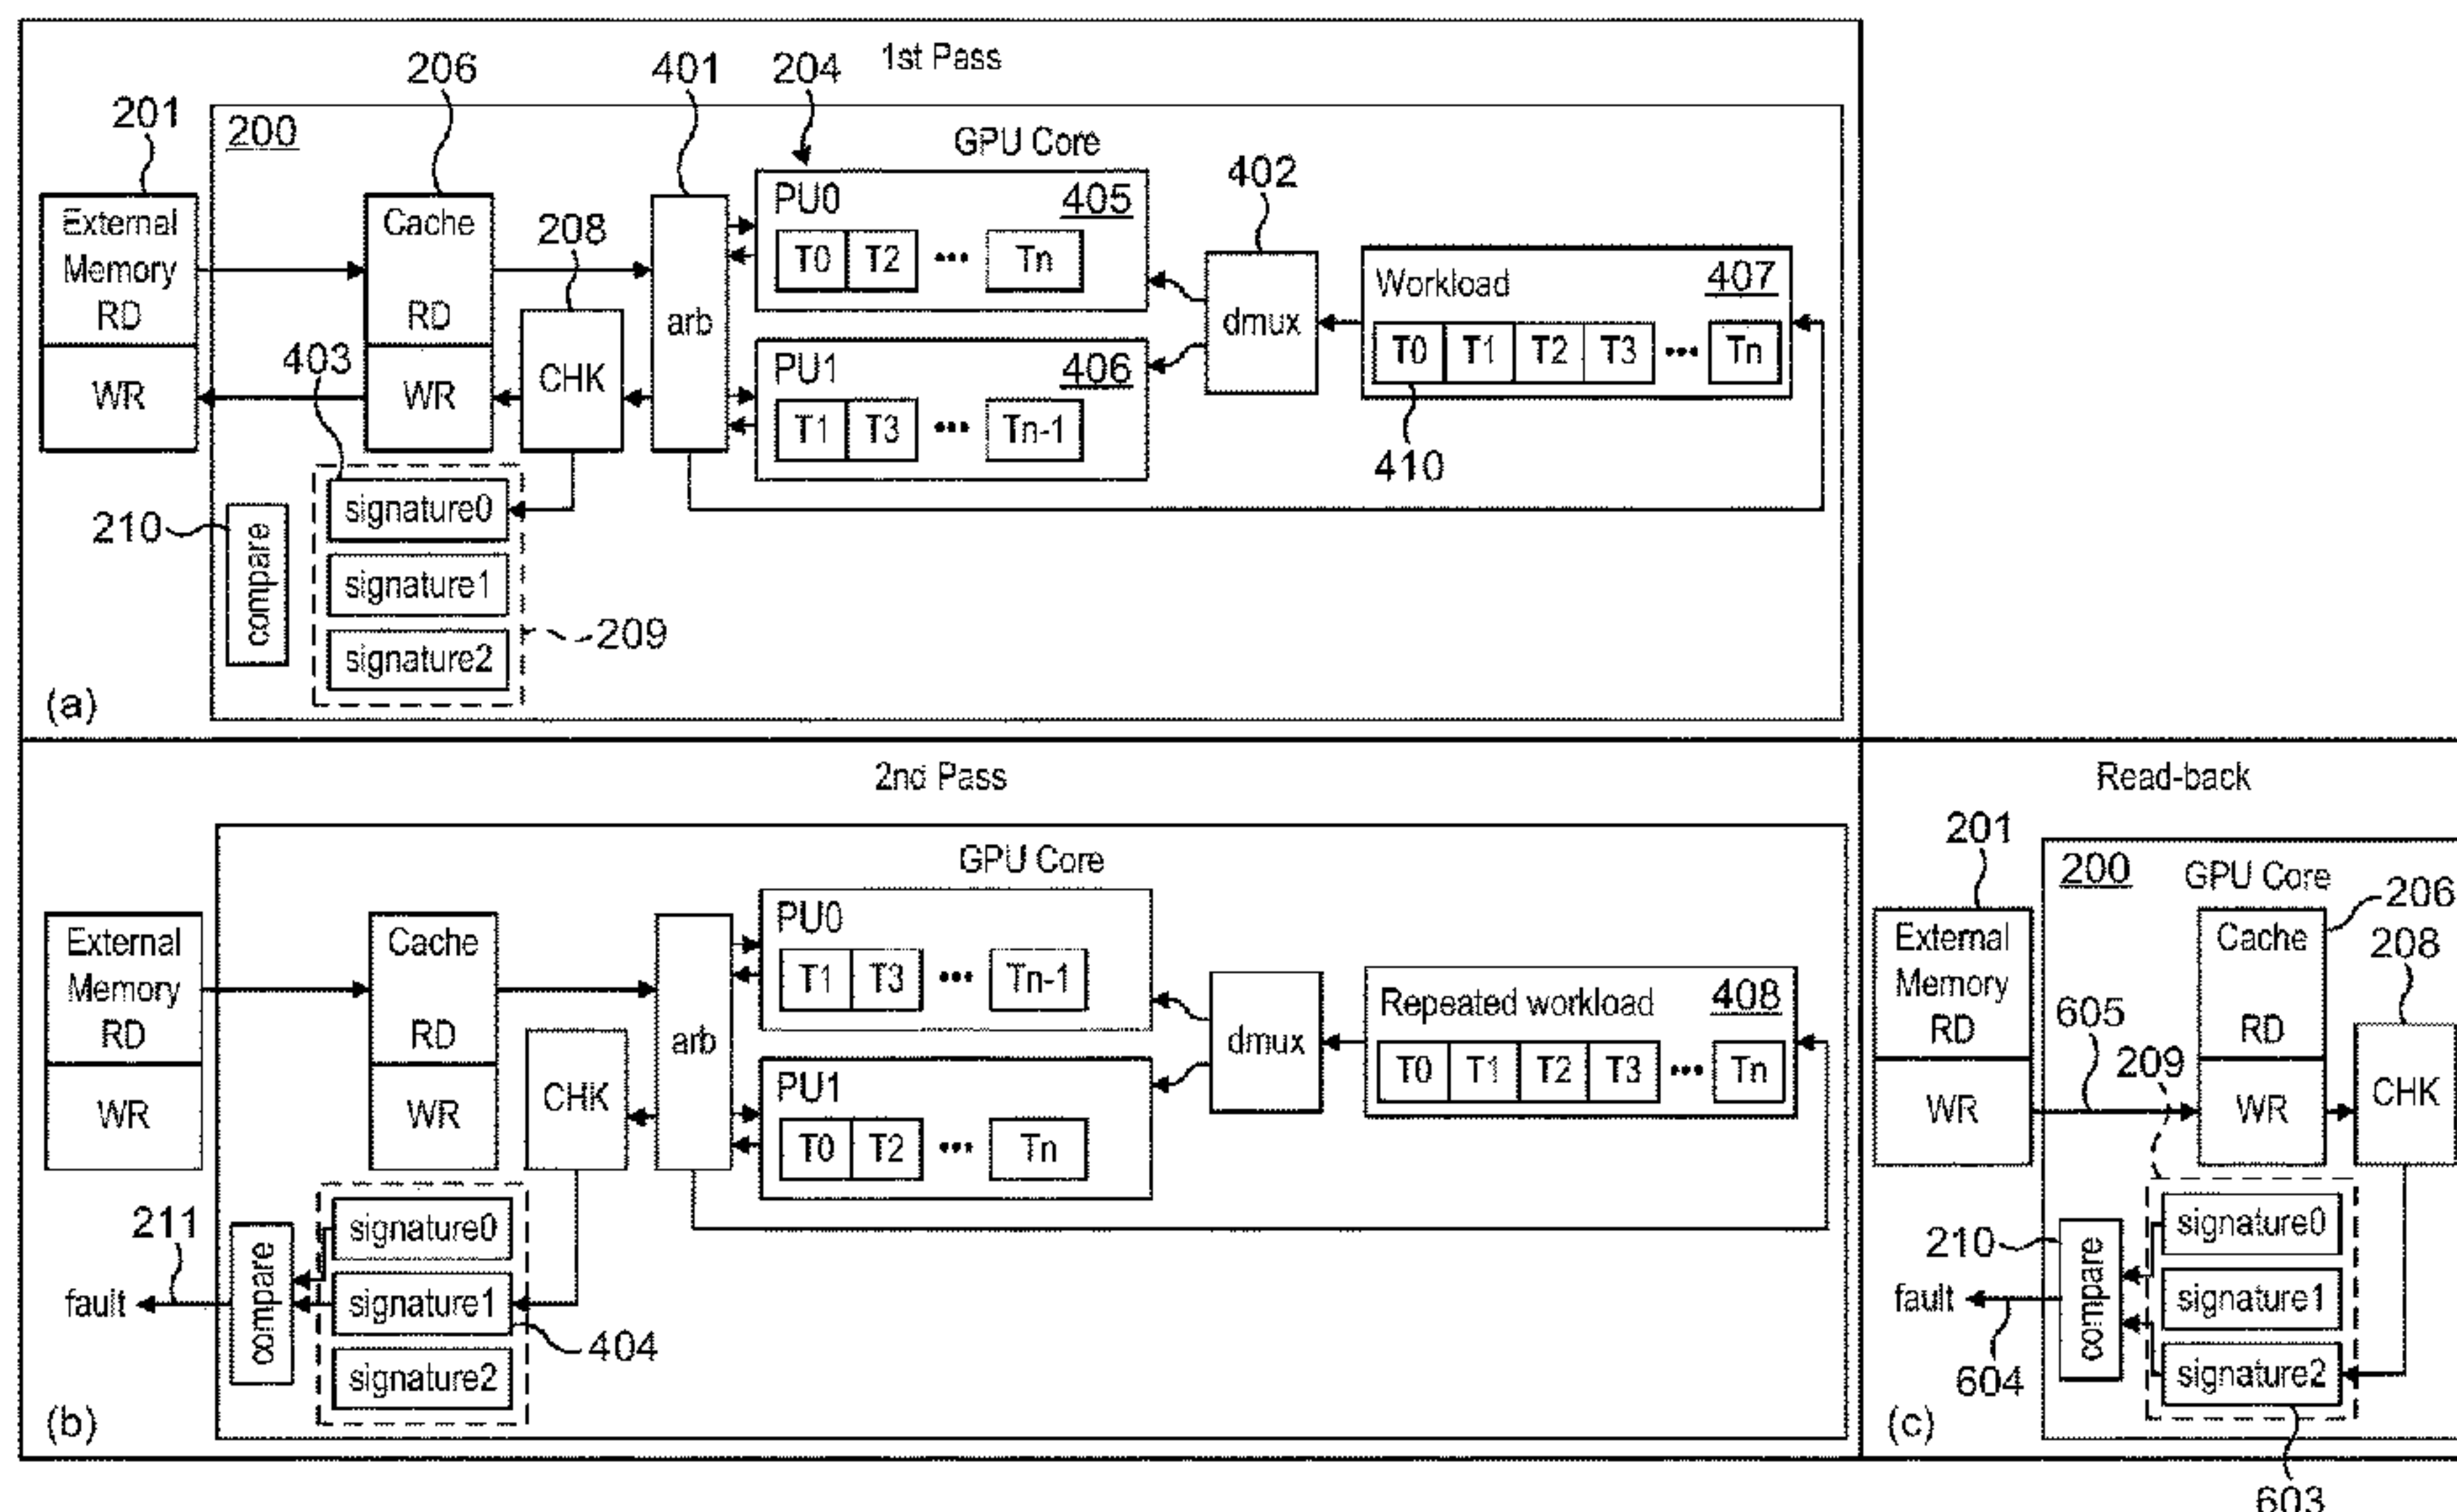 1st Pass
201
206
401
204
200
GPU Core
402
External
Memory
RD
WR
Cache
RD
WR
208
CHK
arb
PU0
405
T0 T2 ... Tn
PU1
406
T1 T3 ... Tn-1
dmux
Workload
407
T0 T1 T2 T3 ... Tn
410
403
signature0
signature1
signature2
210
compare
209
(a)
2nd Pass
GPU Core
External
Memory
RD
WR
Cache
RD
WR
CHK
arb
PU0
T1 T3 ... Tn-1
PU1
T0 T2 ... Tn
dmux
Repeated workload
408
T0 T1 T2 T3 ... Tn
211
fault
compare
signature0
signature1
signature2
404
(b)
Read-back
201
200
GPU Core
206
208
External
Memory
RD
WR
605
209
Cache
RD
WR
CHK
210
fault
604
compare
signature0
signature1
signature2
(c)
603